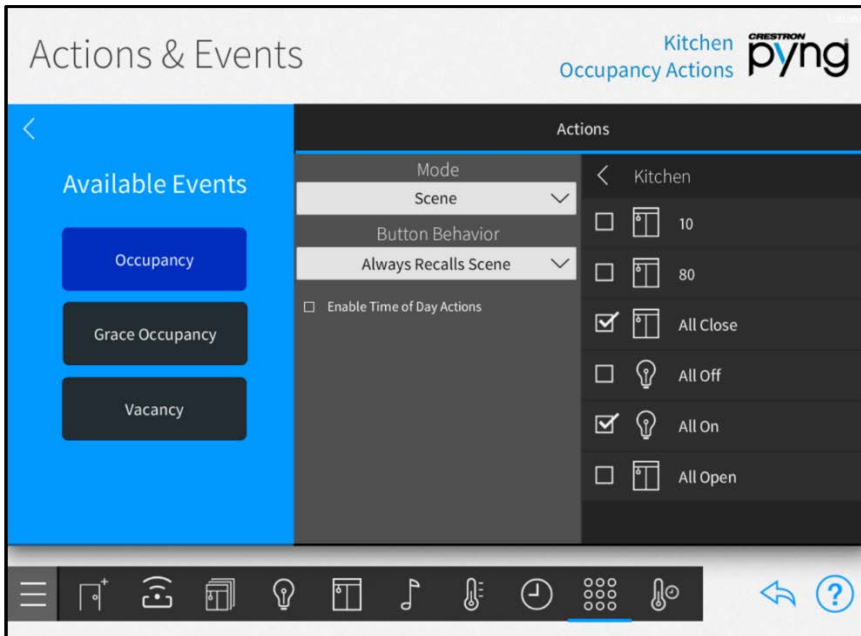 Actions & Events
Kitchen
Occupancy Actions
CRESTRON
pyng
Available Events
Occupancy
Grace Occupancy
Vacancy
Actions
Mode
Scene
Button Behavior
Always Recalls Scene
Enable Time of Day Actions
Kitchen
10
80
All Close
All Off
All On
All Open
?